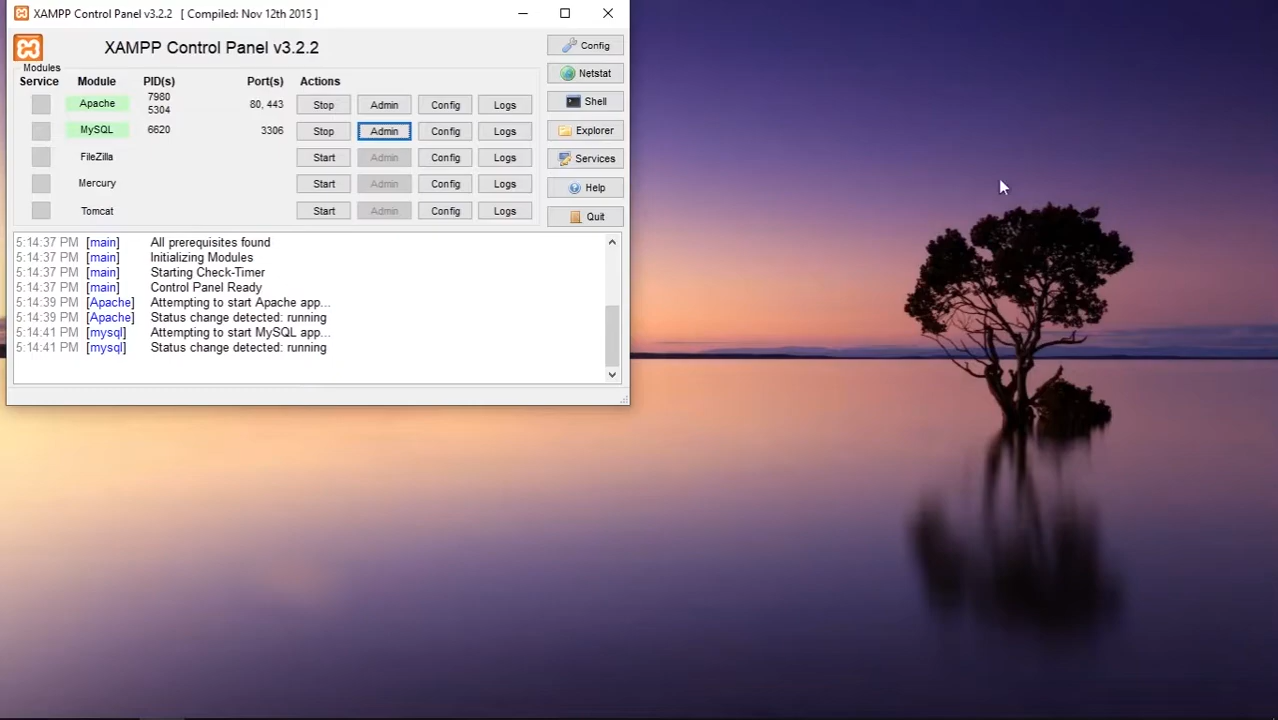 XAMPP Control Panel v3.2.2 [ Compiled: Nov 12th 2015 ]
XAMPP Control Panel v3.2.2
Config
Modules
Service Module PID(s) Port(s) Actions
Netstat
Apache 7980 5304 80, 443 Stop Admin Config Logs
Shell
MySQL 6620 3306 Stop Admin Config Logs
Explorer
FileZilla Start Admin Config Logs
Services
Mercury Start Admin Config Logs
Help
Tomcat Start Admin Config Logs
Quit
5:14:37 PM [main] All prerequisites found
5:14:37 PM [main] Initializing Modules
5:14:37 PM [main] Starting Check-Timer
5:14:37 PM [main] Control Panel Ready
5:14:39 PM [Apache] Attempting to start Apache app...
5:14:39 PM [Apache] Status change detected: running
5:14:41 PM [mysql] Attempting to start MySQL app...
5:14:41 PM [mysql] Status change detected: running